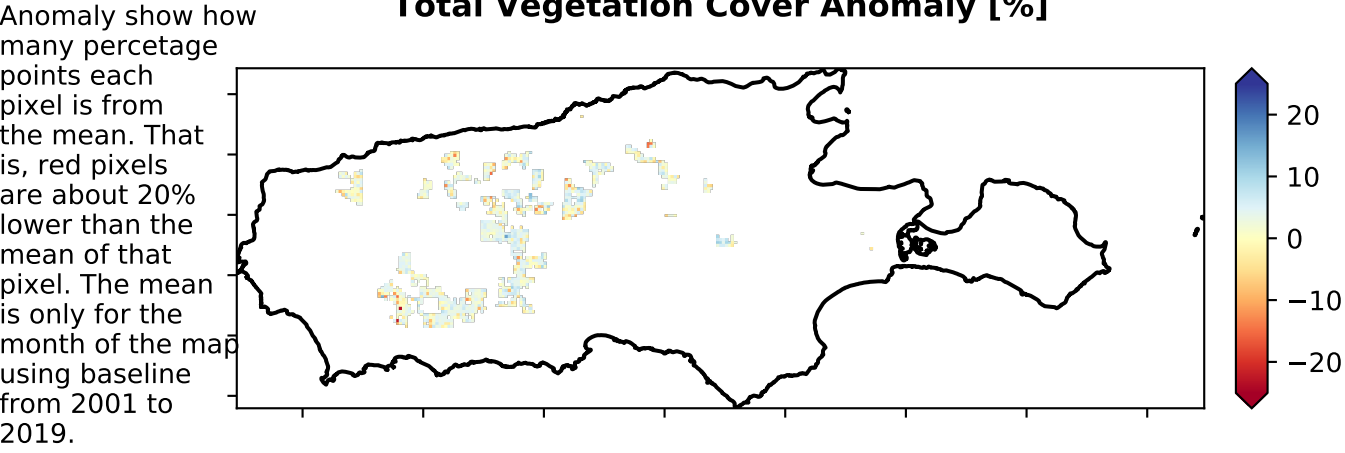 Total Vegetation Cover Anomaly [%]
Anomaly show how
many percetage
points each
pixel is from
the mean. That
is, red pixels
are about 20%
lower than the
mean of that
pixel. The mean
is only for the
month of the map
using baseline
from 2001 to
2019.
20
10
0
−10
−20